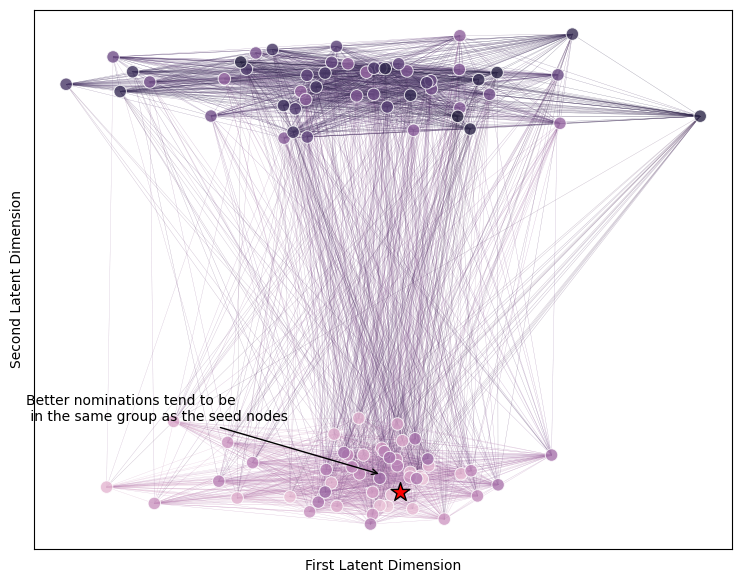 Second Latent Dimension
Better nominations tend to be
in the same group as the seed nodes
First Latent Dimension